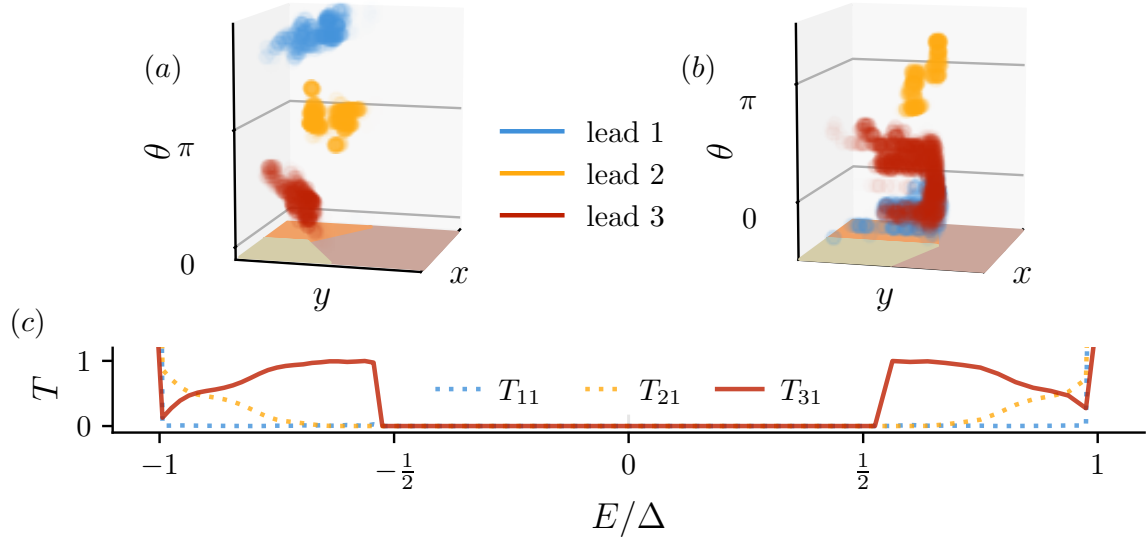 (a)
θ
π
0
y
x
lead 1
lead 2
lead 3
(b)
θ
π
0
y
x
(c)
T
1
0
T₁₁
T₂₁
T₃₁
−1
−1/2
0
1/2
1
E/Δ